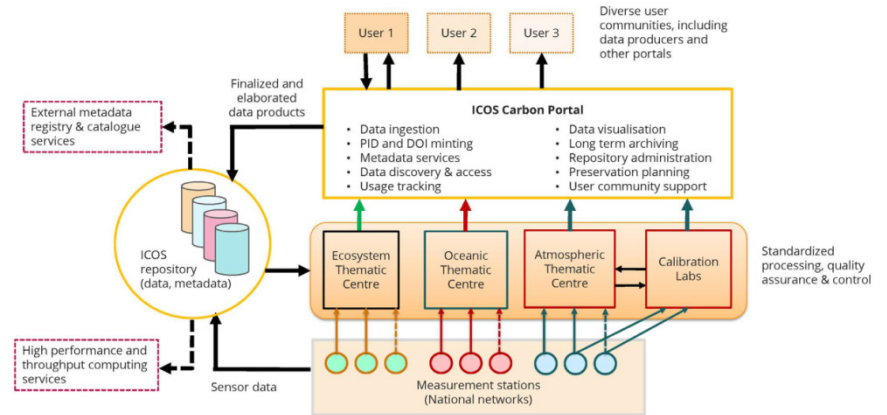 User 1
User 2
User 3
Diverse user
communities, including
data producers and
other portals
Finalized and
elaborated
data products
External metadata
registry & catalogue
services
ICOS Carbon Portal
• Data ingestion
• PID and DOI minting
• Metadata services
• Data discovery & access
• Usage tracking
• Data visualisation
• Long term archiving
• Repository administration
• Preservation planning
• User community support
ICOS
repository
(data, metadata)
Ecosystem
Thematic
Centre
Oceanic
Thematic
Centre
Atmospheric
Thematic
Centre
Calibration
Labs
Standardized
processing, quality
assurance & control
High performance and
throughput computing
services
Sensor data
Measurement stations
(National networks)